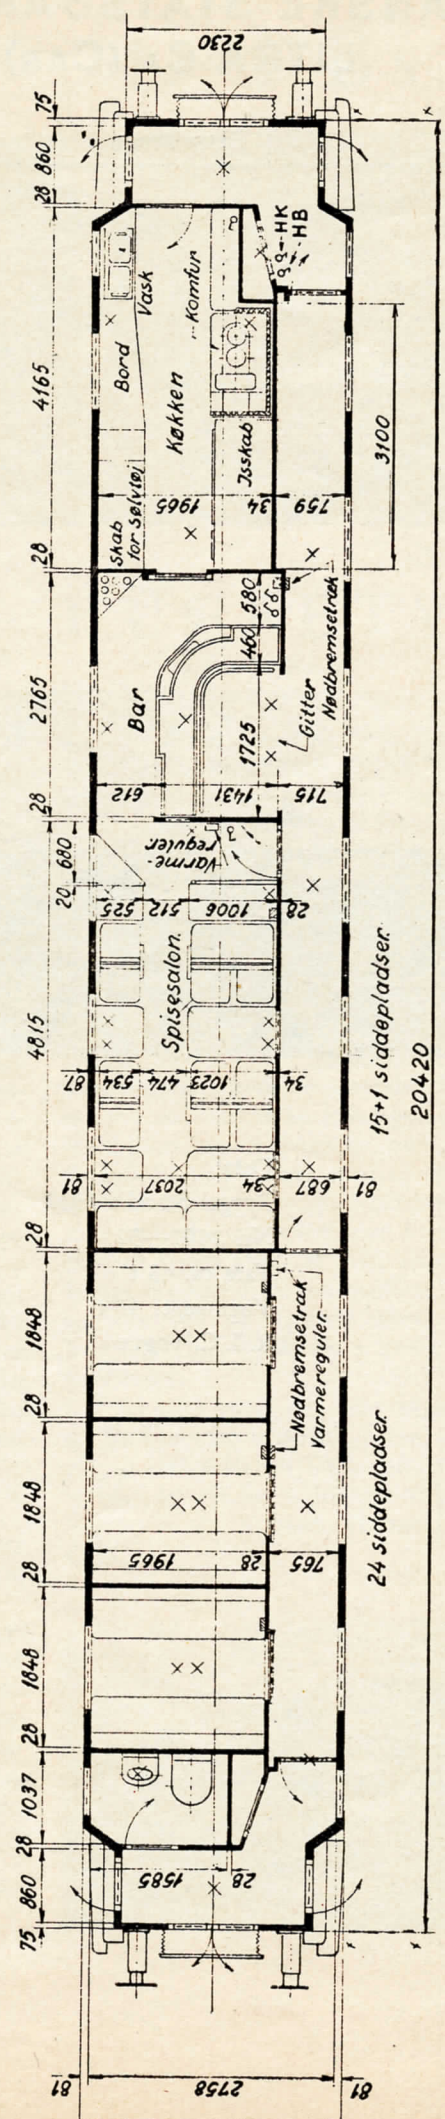 2230
75
860
28
4165
28
2765
28
680
20
4815
28
1848
28
1848
28
1848
28
1037
28
860
75
Vask
Bord
Komfur
Køkken
Isskab
Skab
for sølvtøj
HK
HB
3100
1965
34
759
Bar
580
460
1725
Gitter
Nødbremsetræk
612
1431
715
Varme-
reguler.
525
512
1006
28
Spisesalon.
87
534
474
1023
34
81
2037
34
687
81
15+1 siddepladser.
20420
Nødbremsetræk
Varmereguler.
1965
28
765
24 siddepladser.
1585
28
81
2758
81